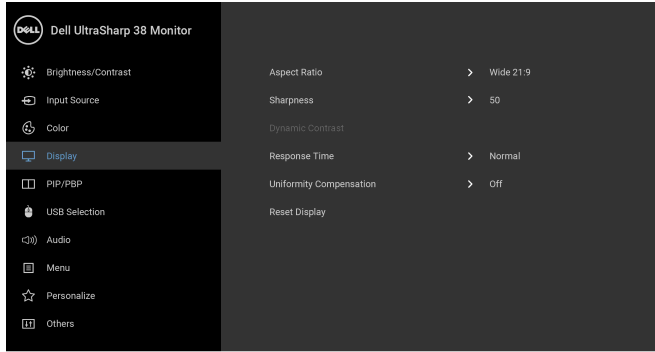 DELL Dell UltraSharp 38 Monitor
Brightness/Contrast Aspect Ratio Wide 21:9
Input Source Sharpness 50
Color Dynamic Contrast
Display Response Time Normal
PIP/PBP Uniformity Compensation Off
USB Selection Reset Display
Audio
Menu
Personalize
Others